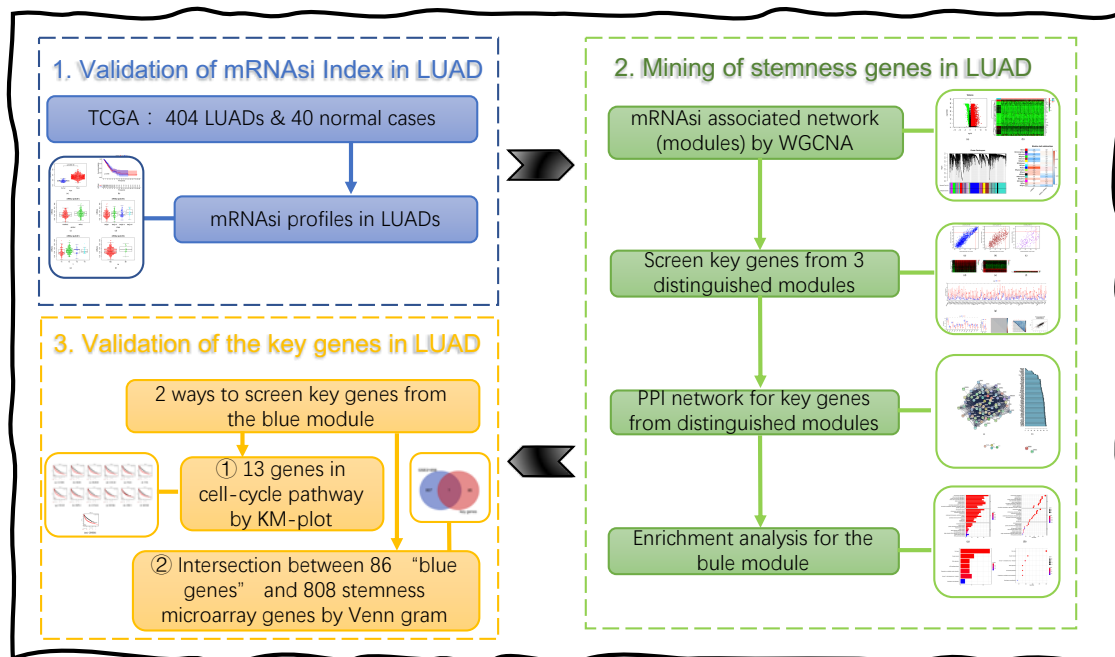 1. Validation of mRNAsi Index in LUAD
TCGA： 404 LUADs & 40 normal cases
mRNAsi profiles in LUADs
2. Mining of stemness genes in LUAD
mRNAsi associated network
(modules) by WGCNA
Screen key genes from 3
distinguished modules
PPI network for key genes
from distinguished modules
Enrichment analysis for the
bule module
3. Validation of the key genes in LUAD
2 ways to screen key genes from
the blue module
① 13 genes in
cell-cycle pathway
by KM-plot
② Intersection between 86 “blue
genes” and 808 stemness
microarray genes by Venn gram